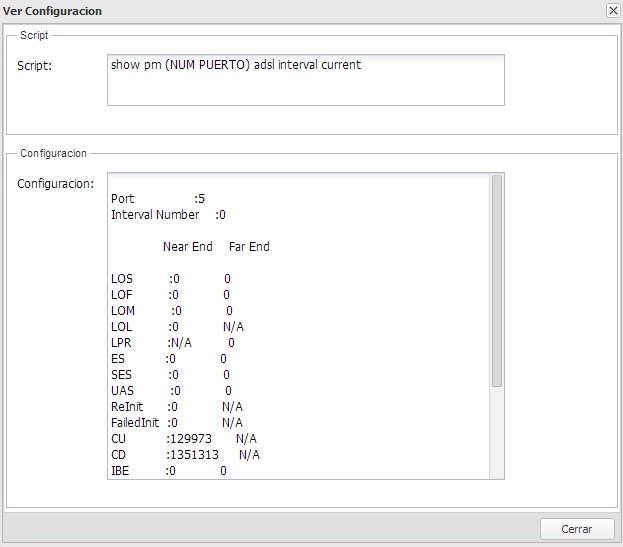 Ver Configuracion
Script
Script:
show pm (NUM PUERTO) adsl interval current
Configuracion
Configuracion:
Port :5
Interval Number :0
Near End Far End
LOS :0 0
LOF :0 0
LOM :0 0
LOL :0 N/A
LPR :N/A 0
ES :0 0
SES :0 0
UAS :0 0
ReInit :0 N/A
FailedInit :0 N/A
CU :129973 N/A
CD :1351313 N/A
IBE :0 0
Cerrar